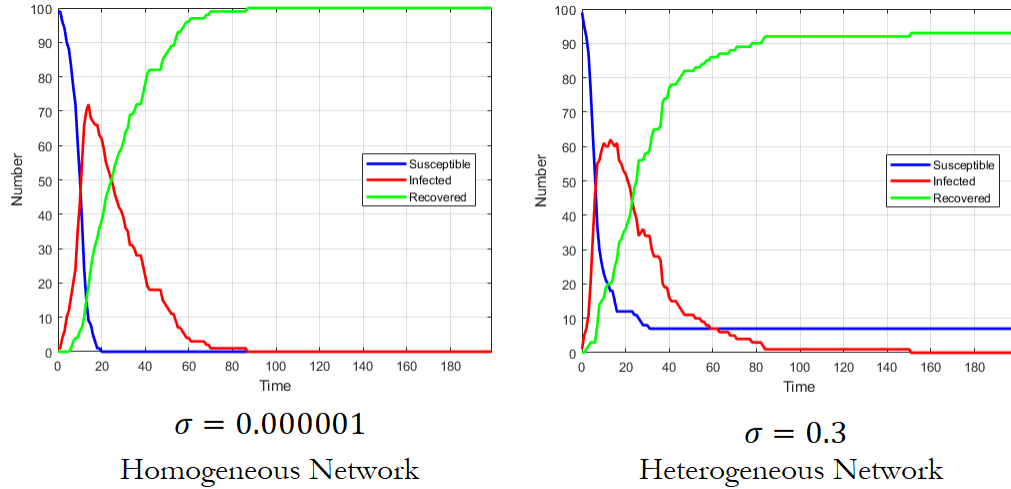 100
90
80
70
60
50
40
30
20
10
0
Number
Susceptible
Infected
Recovered
0 20 40 60 80 100 120 140 160 180
Time
σ = 0.000001
Homogeneous Network
100
90
80
70
60
50
40
30
20
10
0
Number
Susceptible
Infected
Recovered
0 20 40 60 80 100 120 140 160 180
Time
σ = 0.3
Heterogeneous Network